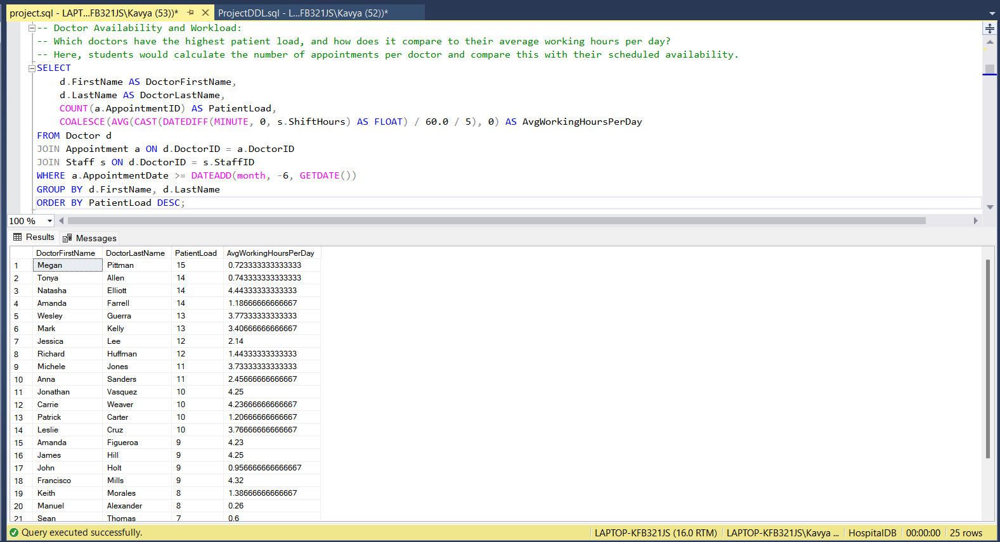 project.sql - LAPT...FB321JS\Kavya (53))* ProjectDDL.sql - L...FB321JS\Kavya (52))*
-- Doctor Availability and Workload:
-- Which doctors have the highest patient load, and how does it compare to their average working hours per day?
-- Here, students would calculate the number of appointments per doctor and compare this with their scheduled availability.
SELECT
d.FirstName AS DoctorFirstName,
d.LastName AS DoctorLastName,
COUNT(a.AppointmentID) AS PatientLoad,
COALESCE(AVG(CAST(DATEDIFF(MINUTE, 0, s.ShiftHours) AS FLOAT) / 60.0 / 5), 0) AS AvgWorkingHoursPerDay
FROM Doctor d
JOIN Appointment a ON d.DoctorID = a.DoctorID
JOIN Staff s ON d.DoctorID = s.StaffID
WHERE a.AppointmentDate >= DATEADD(month, -6, GETDATE())
GROUP BY d.FirstName, d.LastName
ORDER BY PatientLoad DESC;
100 %
Results Messages
DoctorFirstName DoctorLastName PatientLoad AvgWorkingHoursPerDay
1 Megan Pittman 15 0.723333333333333
2 Tonya Allen 14 0.743333333333333
3 Natasha Elliott 14 4.44333333333333
4 Amanda Farrell 14 1.18666666666667
5 Wesley Guerra 13 3.77333333333333
6 Mark Kelly 13 3.40666666666667
7 Jessica Lee 12 2.14
8 Richard Huffman 12 1.44333333333333
9 Michele Jones 11 3.73333333333333
10 Anna Sanders 11 2.45666666666667
11 Jonathan Vasquez 10 4.25
12 Carrie Weaver 10 4.23666666666667
13 Patrick Carter 10 1.20666666666667
14 Leslie Cruz 10 3.76666666666667
15 Amanda Figueroa 9 4.23
16 James Hill 9 4.25
17 John Holt 9 0.956666666666667
18 Francisco Mills 9 4.32
19 Keith Morales 8 1.38666666666667
20 Manuel Alexander 8 0.26
21 Sean Thomas 7 0.6
Query executed successfully. LAPTOP-KFB321JS (16.0 RTM) LAPTOP-KFB321JS\Kavya ... HospitalDB 00:00:00 25 rows